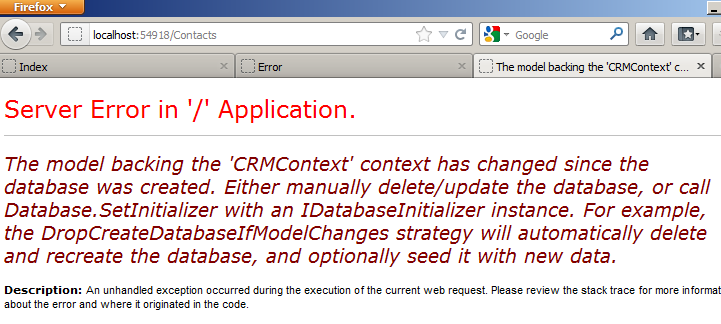 Firefox
localhost:54918/Contacts
Google
Index
Error
The model backing the 'CRMContext' c...
Server Error in '/' Application.
The model backing the 'CRMContext' context has changed since the
database was created. Either manually delete/update the database, or call
Database.SetInitializer with an IDatabaseInitializer instance. For example,
the DropCreateDatabaseIfModelChanges strategy will automatically delete
and recreate the database, and optionally seed it with new data.
Description: An unhandled exception occurred during the execution of the current web request. Please review the stack trace for more informat
about the error and where it originated in the code.